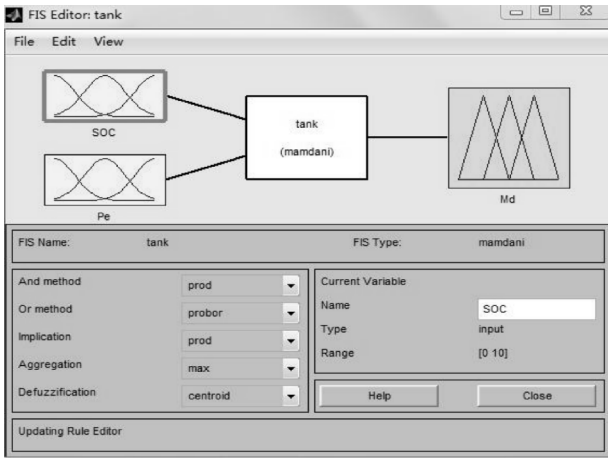 FIS Editor: tank
File Edit View
SOC
Pe
tank
(mamdani)
Md
FIS Name: tank FIS Type: mamdani
And method prod
Or method probor
Implication prod
Aggregation max
Defuzzification centroid
Current Variable
Name SOC
Type input
Range [0 10]
Help Close
Updating Rule Editor